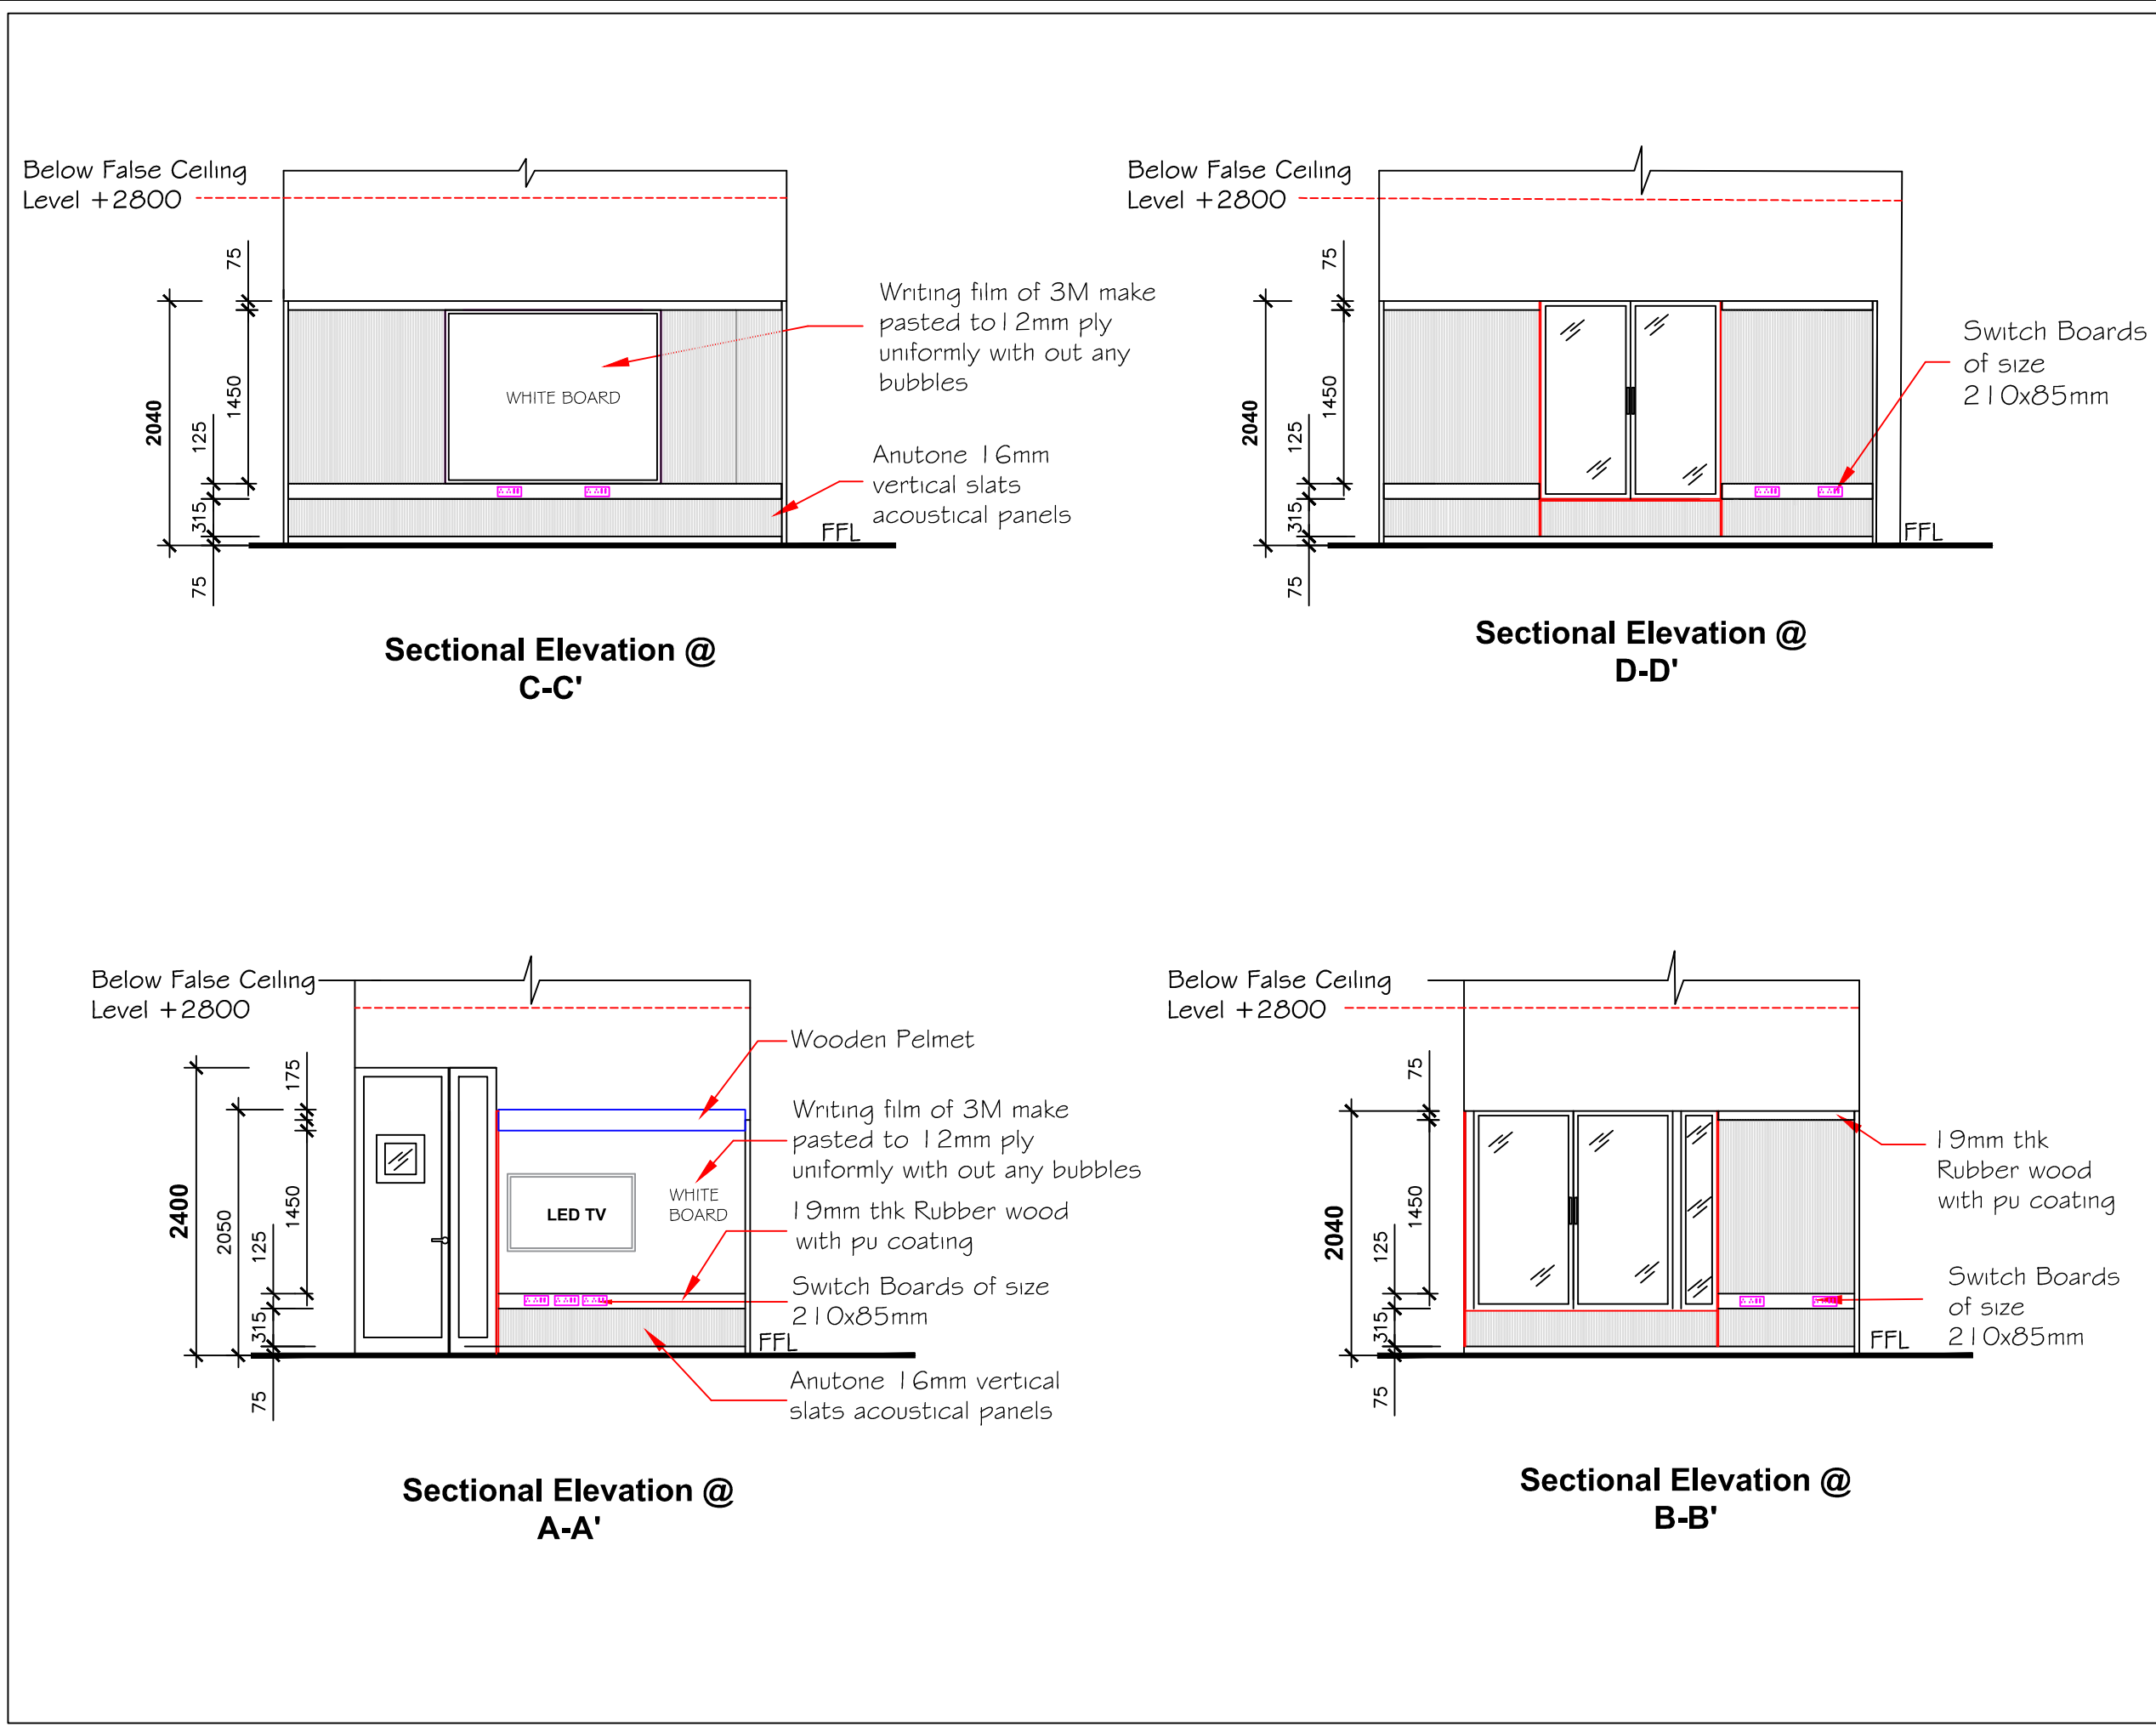 Below False Ceiling
Level +2800
75
1450
2040
125
315
75
WHITE BOARD
Writing film of 3M make
pasted to12mm ply
uniformly with out any
bubbles
Anutone 16mm
vertical slats
acoustical panels
FFL
Sectional Elevation @
C-C'
Below False Ceiling
Level +2800
75
1450
2040
125
315
75
Switch Boards
of size
210x85mm
FFL
Sectional Elevation @
D-D'
Below False Ceiling
Level +2800
175
2400
2050
1450
125
315
75
LED TV
WHITE
BOARD
Wooden Pelmet
Writing film of 3M make
pasted to 12mm ply
uniformly with out any bubbles
19mm thk Rubber wood
with pu coating
Switch Boards of size
210x85mm
FFL
Anutone 16mm vertical
slats acoustical panels
Sectional Elevation @
A-A'
Below False Ceiling
Level +2800
75
1450
2040
125
315
75
19mm thk
Rubber wood
with pu coating
Switch Boards
of size
210x85mm
FFL
Sectional Elevation @
B-B'